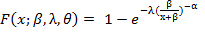 F(x; β, λ, θ) = 1 − e^{−λ(β/(x+β))^{−α}}